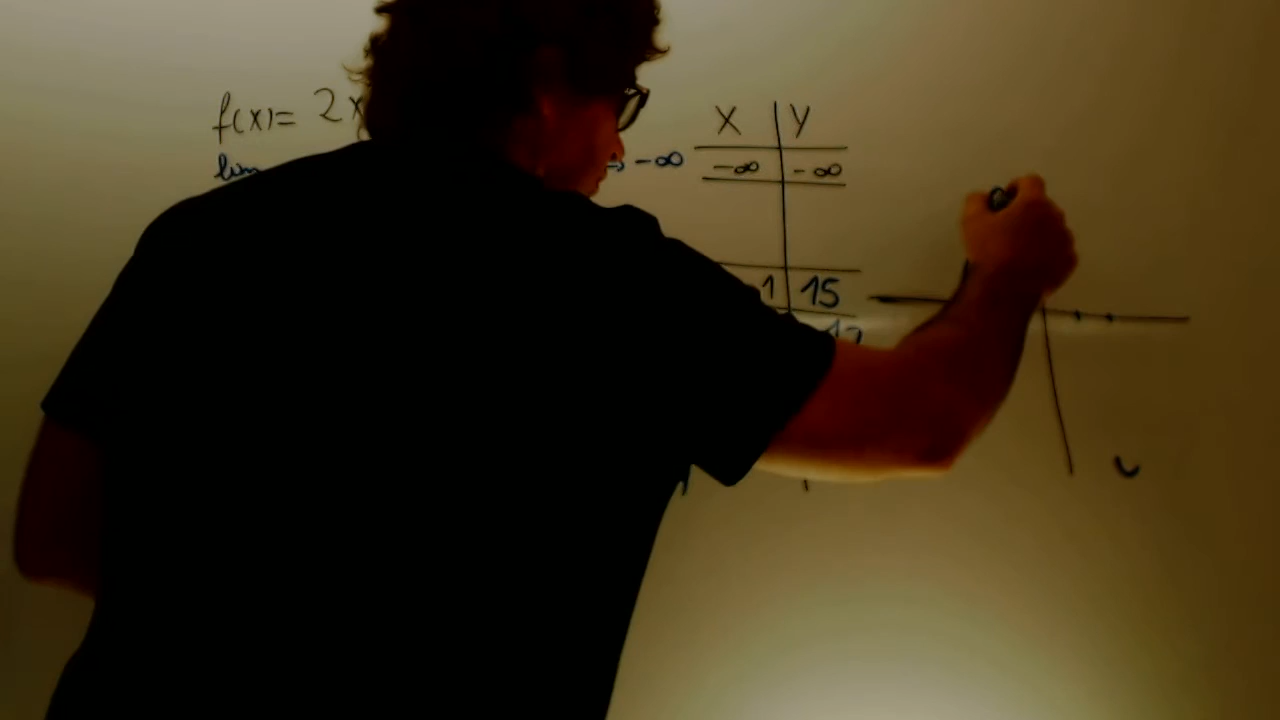 f(x)= 2x
lim → -∞
X Y
-∞ -∞
1 15